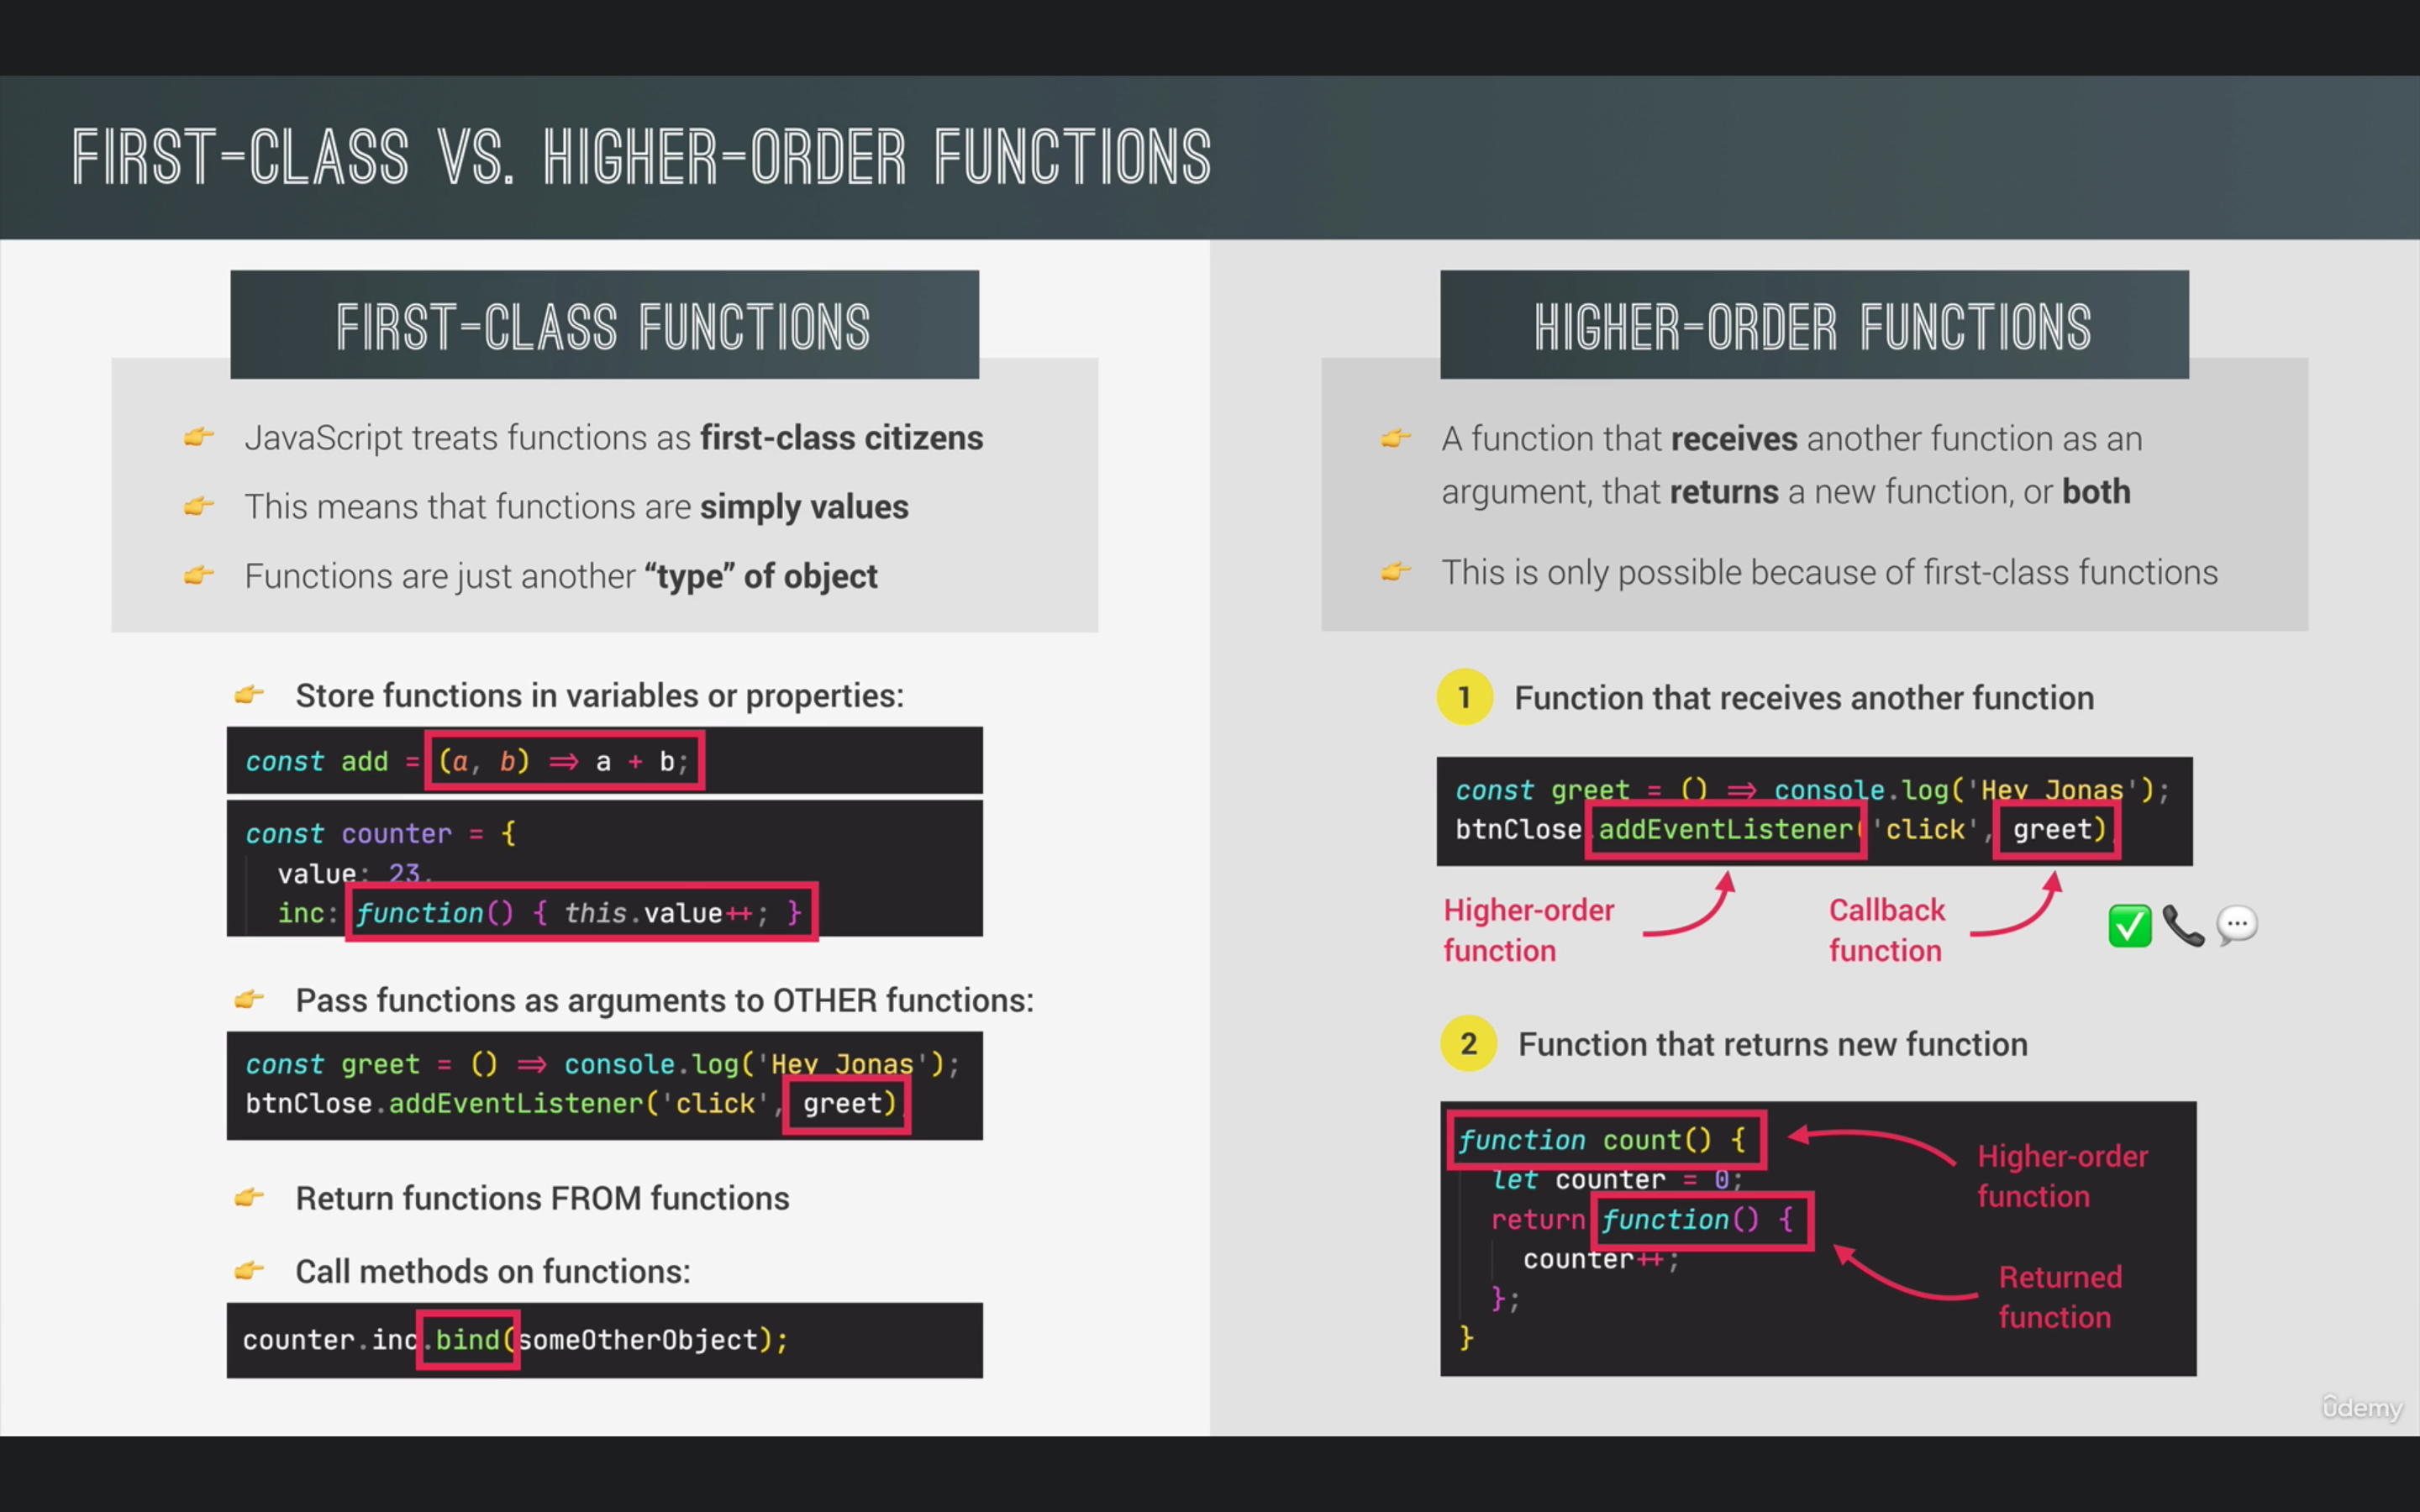 FIRST-CLASS VS. HIGHER-ORDER FUNCTIONS
FIRST-CLASS FUNCTIONS
JavaScript treats functions as first-class citizens
This means that functions are simply values
Functions are just another “type” of object
Store functions in variables or properties:
const add = (a, b) => a + b;
const counter = {
value: 23,
inc: function() { this.value++; }
Pass functions as arguments to OTHER functions:
const greet = () => console.log('Hey Jonas');
btnClose.addEventListener('click', greet)
Return functions FROM functions
Call methods on functions:
counter.inc.bind(someOtherObject);
HIGHER-ORDER FUNCTIONS
A function that receives another function as an
argument, that returns a new function, or both
This is only possible because of first-class functions
1 Function that receives another function
const greet = () => console.log('Hey Jonas');
btnClose.addEventListener('click', greet)
Higher-order
function
Callback
function
2 Function that returns new function
function count() {
let counter = 0;
return function() {
counter++;
};
}
Higher-order
function
Returned
function
ûdemy